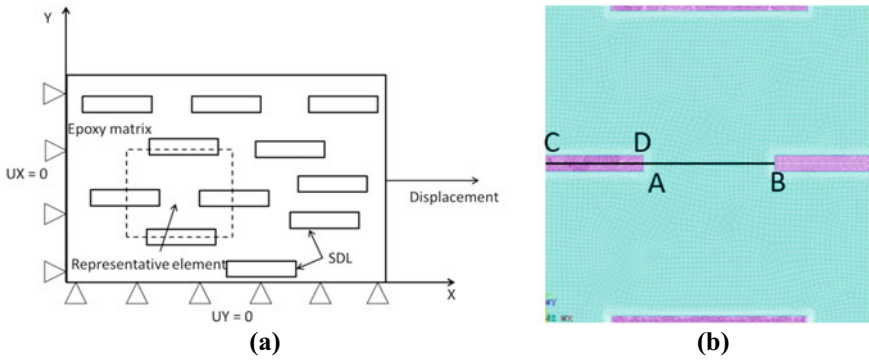 Y
Epoxy matrix
UX = 0
Displacement
Representative element
SDL
X
UY = 0
(a)
C
D
A
B
(b)